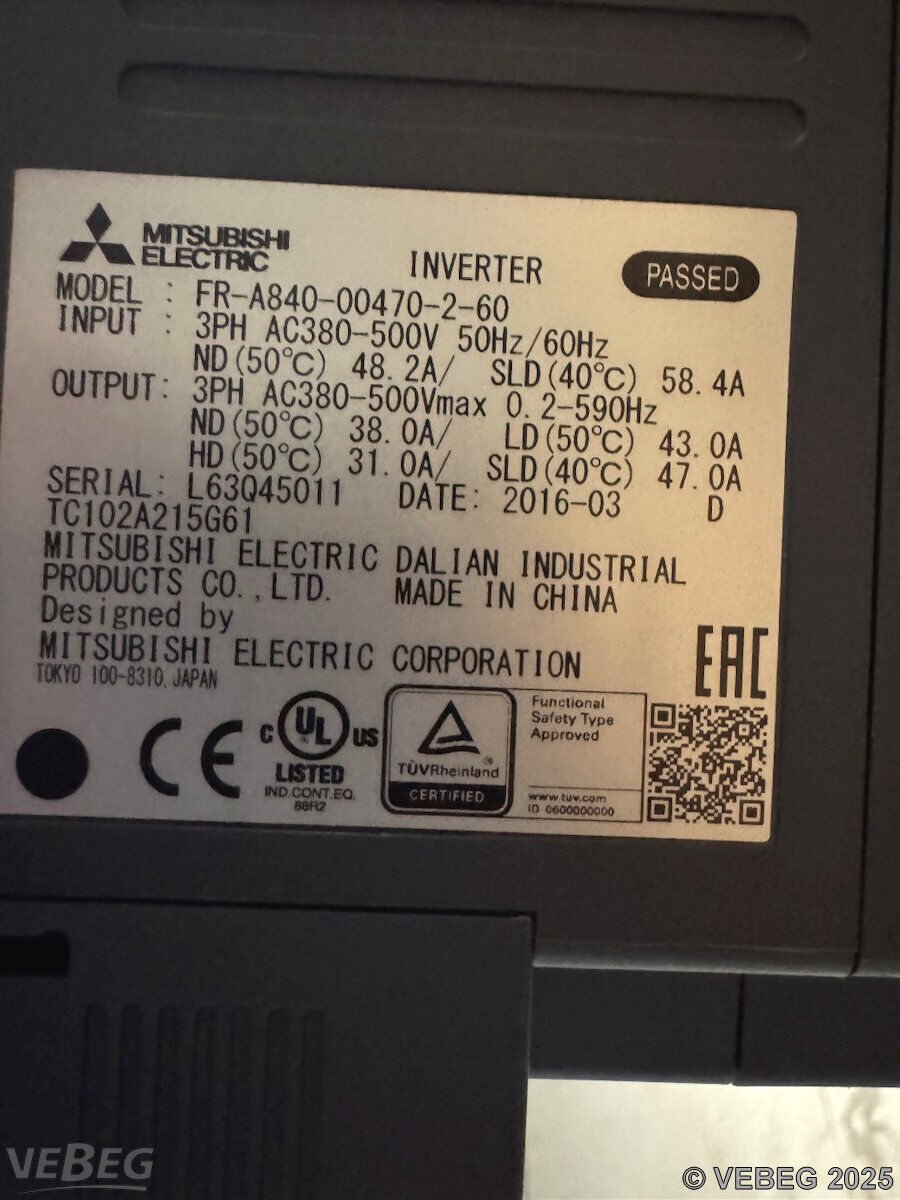 MITSUBISHI
ELECTRIC
INVERTER
PASSED
MODEL : FR-A840-00470-2-60
INPUT : 3PH AC380-500V 50Hz/60Hz
ND(50℃) 48.2A/ SLD(40℃) 58.4A
OUTPUT: 3PH AC380-500Vmax 0.2-590Hz
ND(50℃) 38.0A/ LD(50℃) 43.0A
HD(50℃) 31.0A/ SLD(40℃) 47.0A
SERIAL: L63Q45011 DATE: 2016-03 D
TC102A215G61
MITSUBISHI ELECTRIC DALIAN INDUSTRIAL
PRODUCTS CO.,LTD. MADE IN CHINA
Designed by
MITSUBISHI ELECTRIC CORPORATION
TOKYO 100-8310, JAPAN
EAC
CE
C UL US
LISTED
IND.CONT.EQ.
88R2
TÜVRheinland®
CERTIFIED
Functional
Safety Type
Approved
www.tuv.com
ID 0600000000
VEBEG
© VEBEG 2025